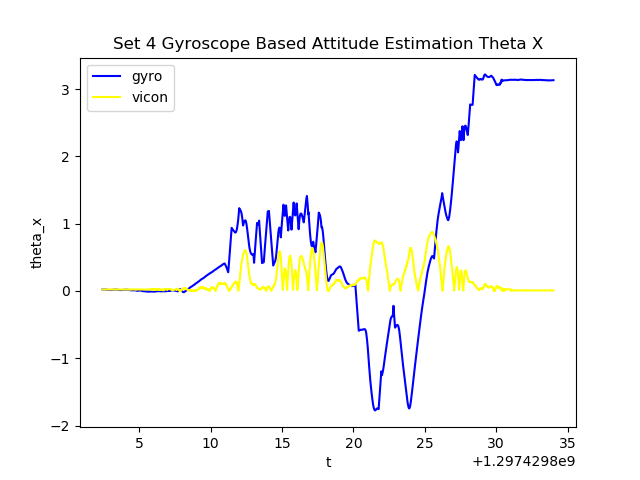 Set 4 Gyroscope Based Attitude Estimation Theta X
gyro
vicon
theta_x
3
2
1
0
−1
−2
5 10 15 20 25 30 35
t
+1.2974298e9